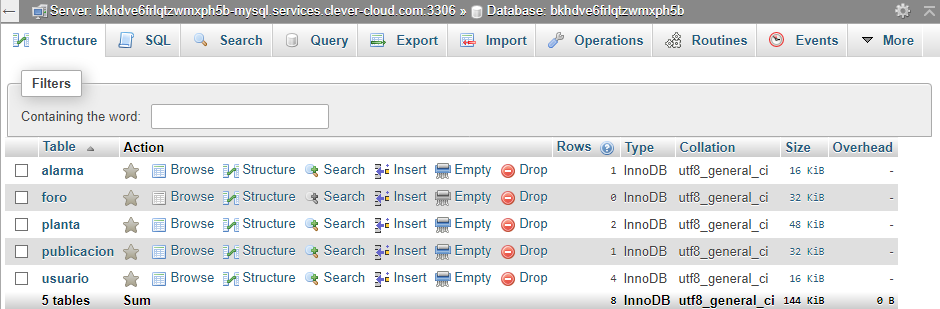 Server: bkhdve6frlqtzwmxph5b-mysql.services.clever-cloud.com:3306 » Database: bkhdve6frlqtzwmxph5b
Structure SQL Search Query Export Import Operations Routines Events More
Filters
Containing the word:
Table Action Rows Type Collation Size Overhead
alarma Browse Structure Search Insert Empty Drop 1 InnoDB utf8_general_ci 16 KiB -
foro Browse Structure Search Insert Empty Drop 0 InnoDB utf8_general_ci 32 KiB -
planta Browse Structure Search Insert Empty Drop 2 InnoDB utf8_general_ci 48 KiB -
publicacion Browse Structure Search Insert Empty Drop 1 InnoDB utf8_general_ci 32 KiB -
usuario Browse Structure Search Insert Empty Drop 4 InnoDB utf8_general_ci 16 KiB -
5 tables Sum 8 InnoDB utf8_general_ci 144 KiB 0 B